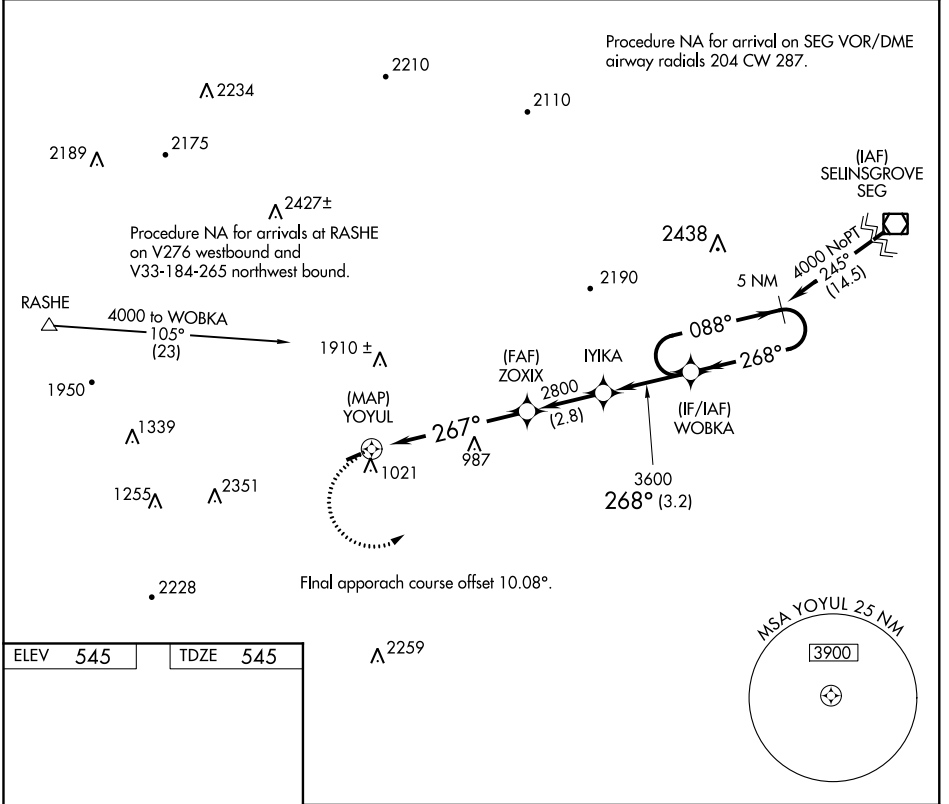 Procedure NA for arrival on SEG VOR/DME
airway radials 204 CW 287.
2210
2234
2110
2175
2189
(IAF)
SELINSGROVE
SEG
2427±
Procedure NA for arrivals at RASHE
on V276 westbound and
V33-184-265 northwest bound.
2438
4000 NoPT
245°
(14.5)
5 NM
2190
RASHE
4000 to WOBKA
105°
(23)
088°
268°
1910 ±
(FAF)
ZOXIX
IYIKA
1950
2800
(2.8)
(MAP)
YOYUL
(IF/IAF)
WOBKA
267°
1339
987
1021
3600
268° (3.2)
1255
2351
FInal apporach course offset 10.08°.
2228
MSA YOYUL 25 NM
3900
ELEV 545
TDZE 545
2259